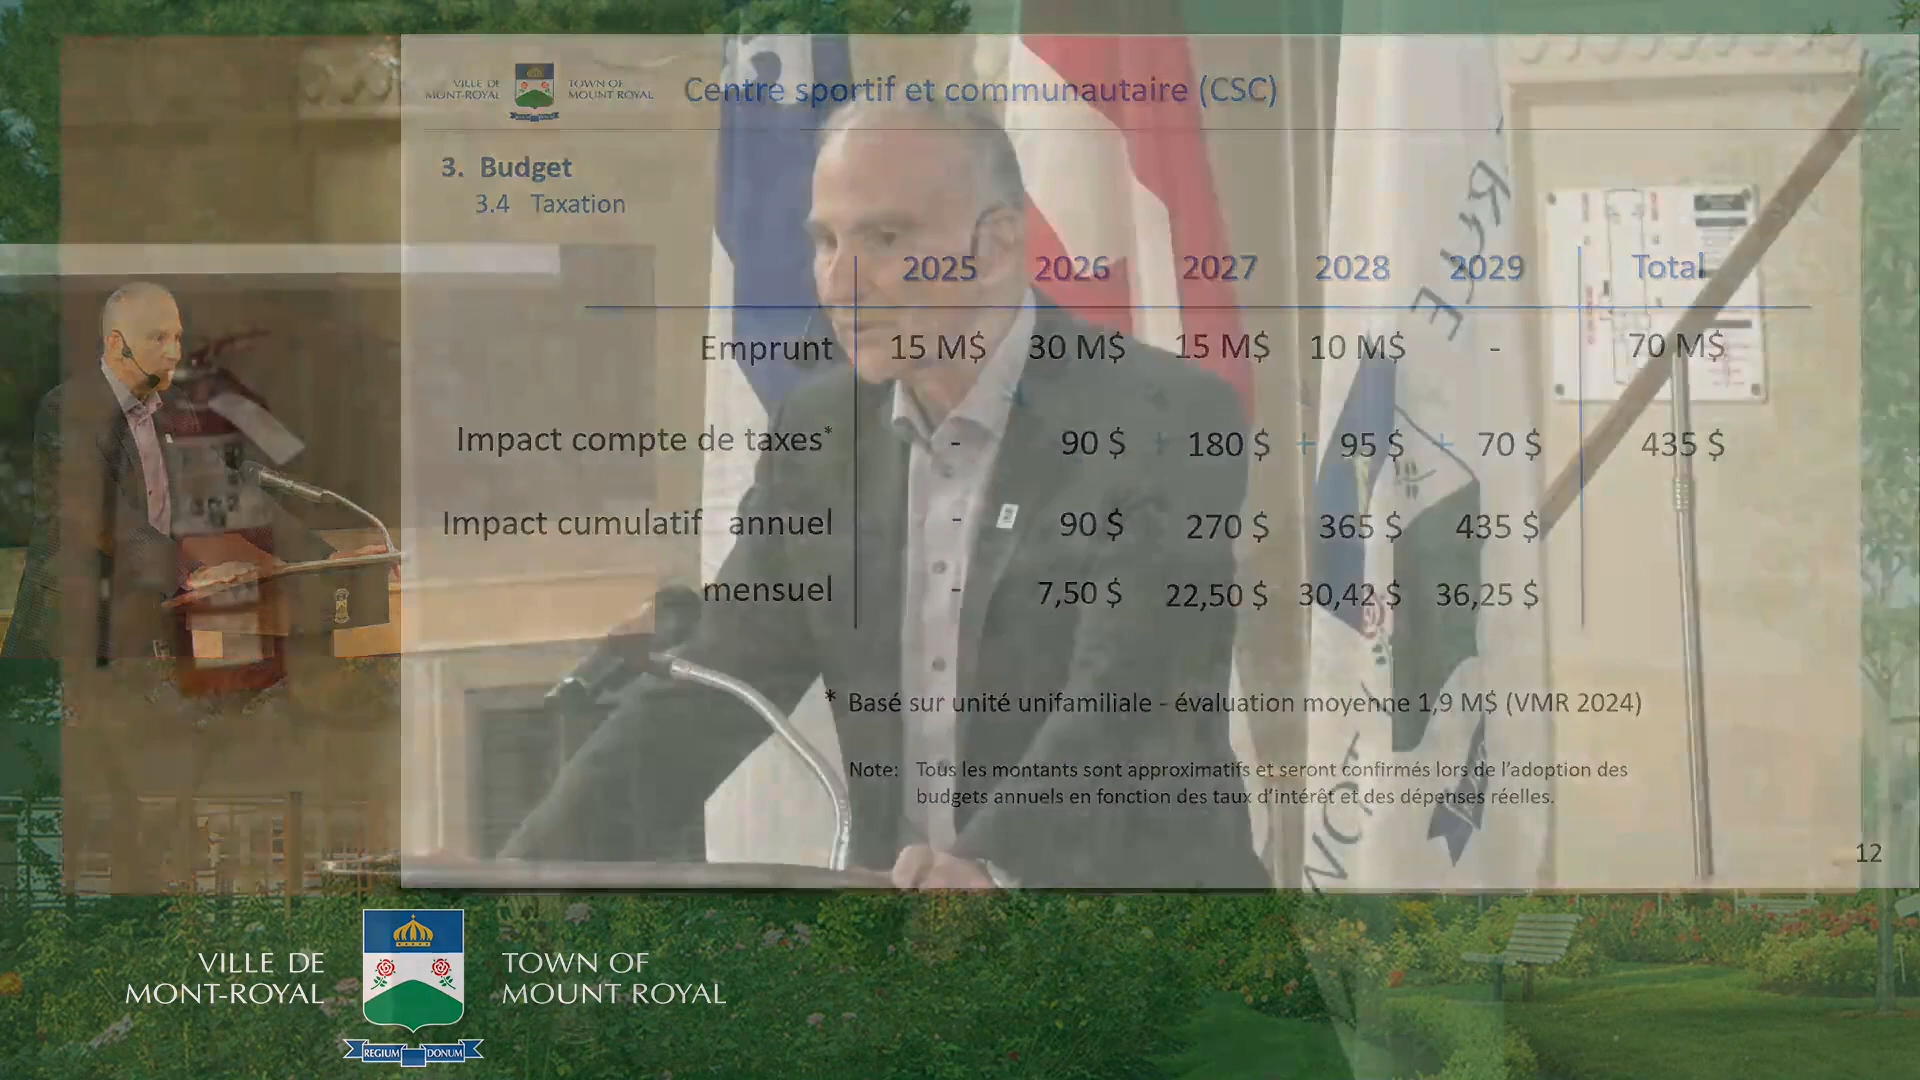 VILLE DE
MONT-ROYAL
TOWN OF
MOUNT ROYAL
Centre sportif et communautaire (CSC)
3. Budget
3.4 Taxation
2025 2026 2027 2028 2029 Total
Emprunt 15 M$ 30 M$ 15 M$ 10 M$ - 70 M$
Impact compte de taxes* - 90 $ + 180 $ + 95 $ + 70 $ 435 $
Impact cumulatif annuel - 90 $ 270 $ 365 $ 435 $
mensuel - 7,50 $ 22,50 $ 30,42 $ 36,25 $
* Basé sur unité unifamiliale - évaluation moyenne 1,9 M$ (VMR 2024)
Note: Tous les montants sont approximatifs et seront confirmés lors de l'adoption des
budgets annuels en fonction des taux d'intérêt et des dépenses réelles.
12
VILLE DE
MONT-ROYAL
TOWN OF
MOUNT ROYAL
REGIUM DONUM